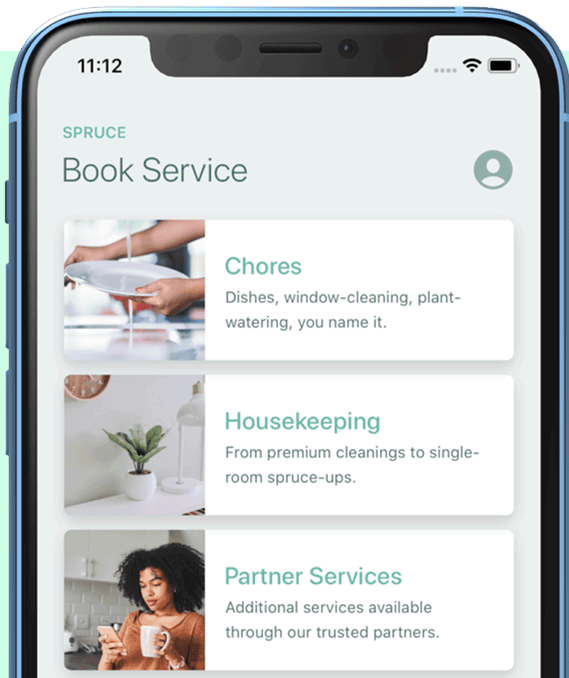 11:12
SPRUCE
Book Service
Chores
Dishes, window-cleaning, plant-
watering, you name it.
Housekeeping
From premium cleanings to single-
room spruce-ups.
Partner Services
Additional services available
through our trusted partners.